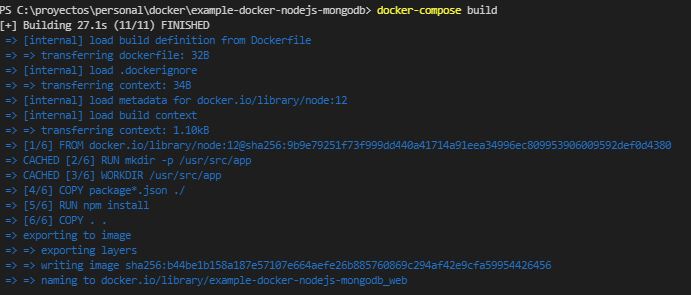 PS C:\proyectos\personal\docker\example-docker-nodejs-mongodb> docker-compose build
[+] Building 27.1s (11/11) FINISHED
=> [internal] load build definition from Dockerfile
=> => transferring dockerfile: 32B
=> [internal] load .dockerignore
=> => transferring context: 34B
=> [internal] load metadata for docker.io/library/node:12
=> [internal] load build context
=> => transferring context: 1.10kB
=> [1/6] FROM docker.io/library/node:12@sha256:9b9e79251f73f999dd440a41714a91eea34996ec809953906009592def0d4380
=> CACHED [2/6] RUN mkdir -p /usr/src/app
=> CACHED [3/6] WORKDIR /usr/src/app
=> [4/6] COPY package*.json ./
=> [5/6] RUN npm install
=> [6/6] COPY . .
=> exporting to image
=> => exporting layers
=> => writing image sha256:b44be1b158a187e57107e664aefe26b885760869c294af42e9cfa59954426456
=> => naming to docker.io/library/example-docker-nodejs-mongodb_web